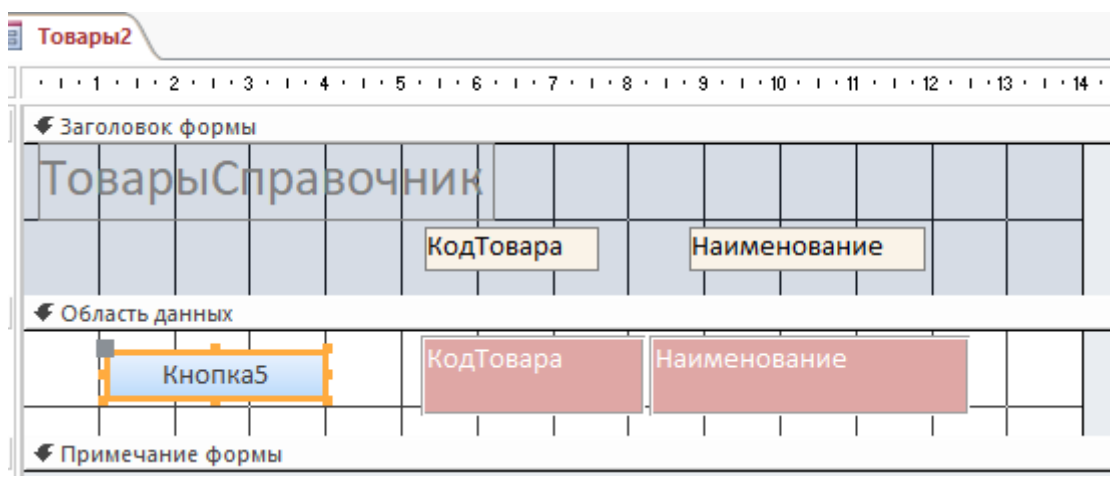 Товары2
1 2 3 4 5 6 7 8 9 10 11 12 13 14
Заголовок формы
ТоварыСправочник
КодТовара Наименование
Область данных
Кнопка5 КодТовара Наименование
Примечание формы